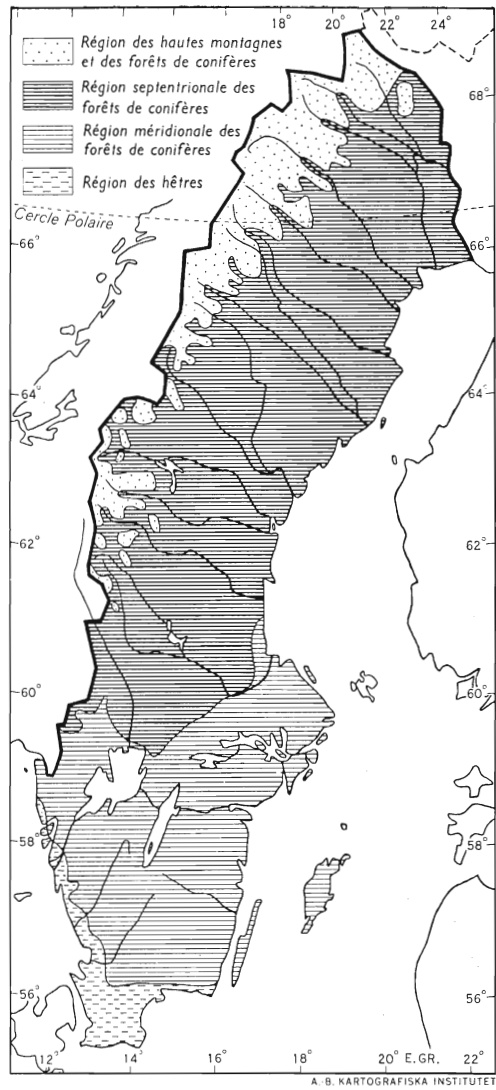 18° 20° 22° 24°
Région des hautes montagnes
et des forêts de conifères
Région septentrionale des
forêts de conifères
Région méridionale des
forêts de conifères
Région des hêtres
68°
Cercle Polaire
66° 66°
64° 64°
62° 62°
60° 60°
58° 58°
56° 56°
12° 14° 16° 18 20° E.GR. 22°
A.-B. KARTOGRAFISKA INSTITUTET